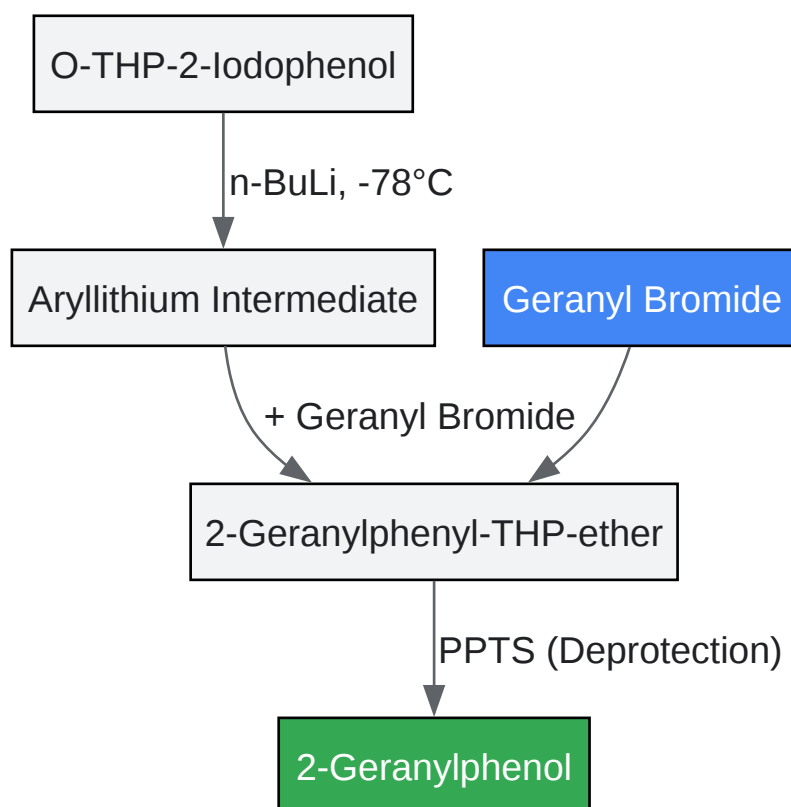 O-THP-2-Iodophenol
n-BuLi, -78°C
Aryllithium Intermediate
Geranyl Bromide
+ Geranyl Bromide
2-Geranylphenyl-THP-ether
PPTS (Deprotection)
2-Geranylphenol